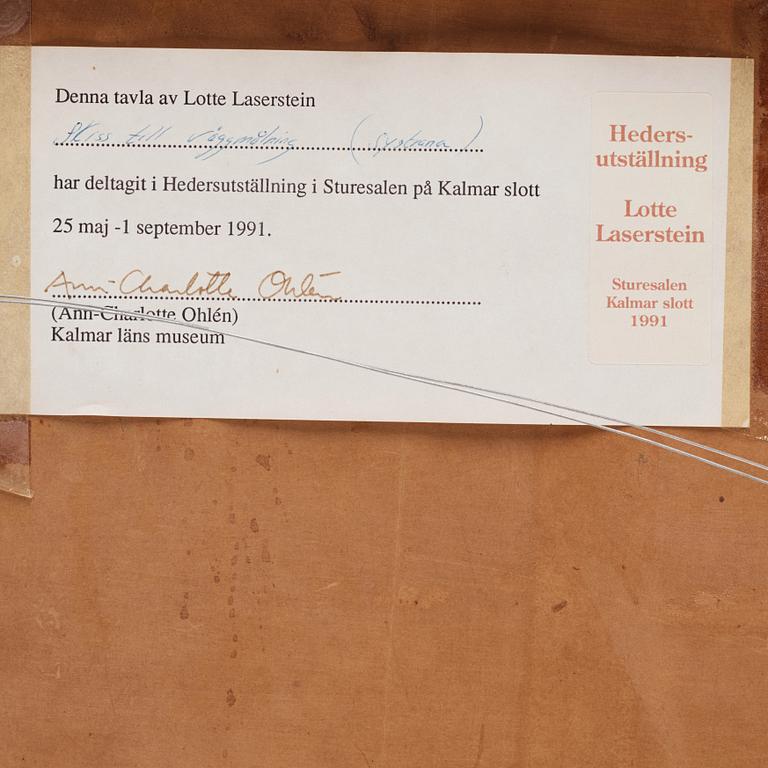 Denna tavla av Lotte Laserstein
Skiss till väggmålning (systrarna)
har deltagit i Hedersutställning i Sturesalen på Kalmar slott
25 maj -1 september 1991.
Ann-Charlotte Ohlén
(Ann-Charlotte Ohlén)
Kalmar läns museum
Heders-
utställning
Lotte
Laserstein
Sturesalen
Kalmar slott
1991